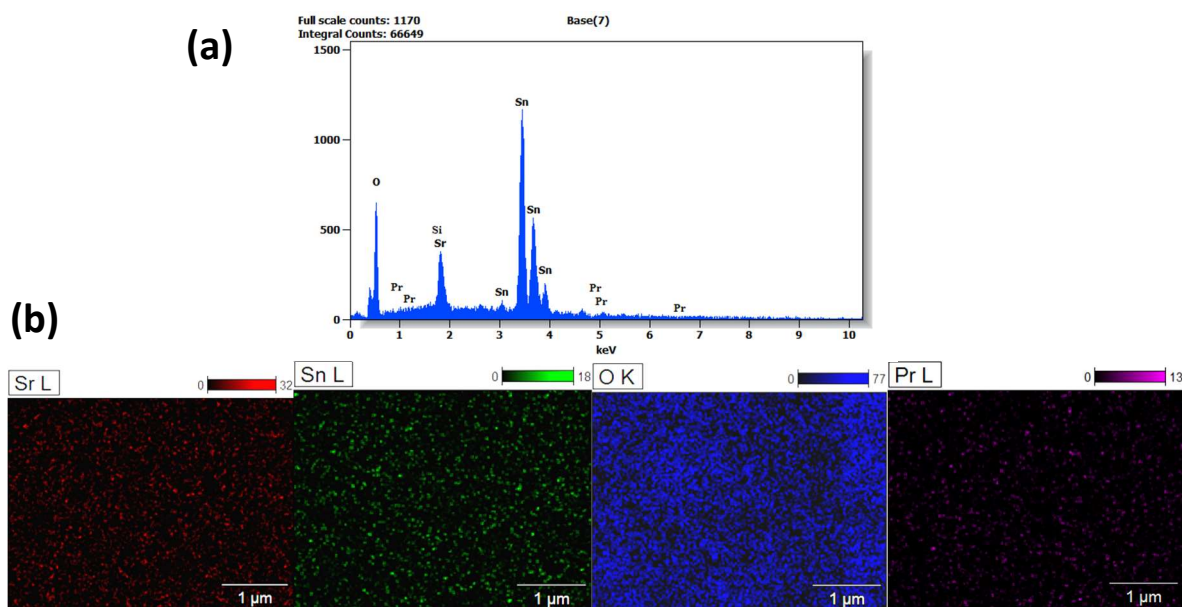 (a)
Full scale counts: 1170
Base(7)
Integral Counts: 66649
1500
1000
500
0
0 1 2 3 4 5 6 7 8 9 10
keV
O
Pr
Pr
Si
Sr
Sn
Sn
Sn
Sn
Pr
Pr
Pr
(b)
Sr L
0 32
1 µm
Sn L
0 18
1 µm
O K
0 77
1 µm
Pr L
0 13
1 µm